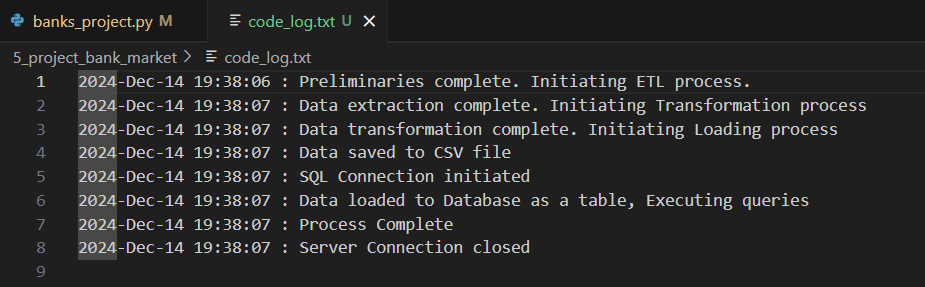 banks_project.py M code_log.txt U ×
5_project_bank_market > code_log.txt
1 2024-Dec-14 19:38:06 : Preliminaries complete. Initiating ETL process.
2 2024-Dec-14 19:38:07 : Data extraction complete. Initiating Transformation process
3 2024-Dec-14 19:38:07 : Data transformation complete. Initiating Loading process
4 2024-Dec-14 19:38:07 : Data saved to CSV file
5 2024-Dec-14 19:38:07 : SQL Connection initiated
6 2024-Dec-14 19:38:07 : Data loaded to Database as a table, Executing queries
7 2024-Dec-14 19:38:07 : Process Complete
8 2024-Dec-14 19:38:07 : Server Connection closed
9